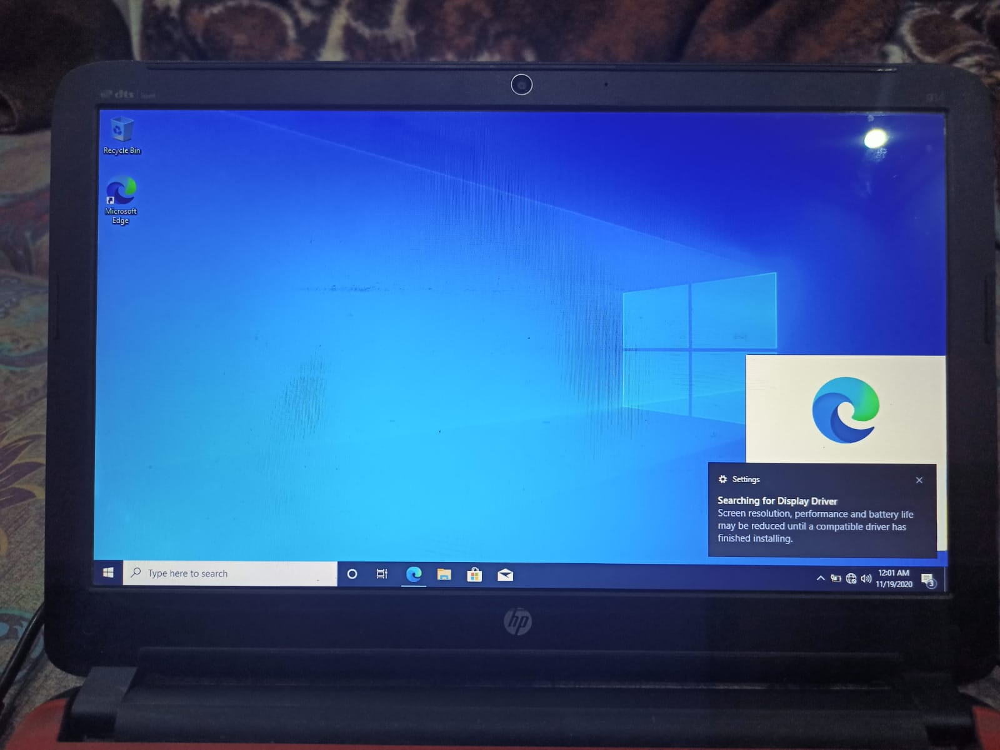 dts
Recycle Bin
Microsoft
Edge
Settings
Searching for Display Driver
Screen resolution, performance and battery life
may be reduced until a compatible driver has
finished installing.
Type here to search
12:01 AM
11/19/2020
3
hp